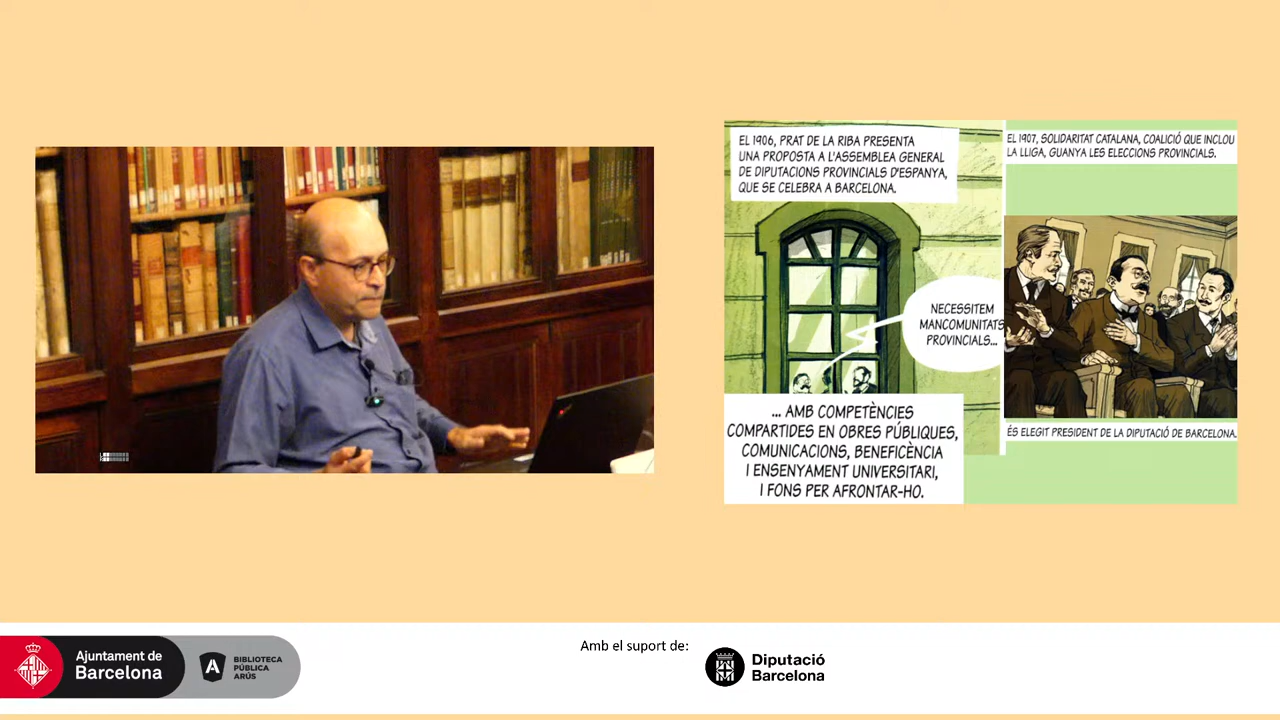 EL 1906, PRAT DE LA RIBA PRESENTA
UNA PROPOSTA A L'ASSEMBLEA GENERAL
DE DIPUTACIONS PROVINCIALS D'ESPANYA,
QUE SE CELEBRA A BARCELONA.
NECESSITEM
MANCOMUNITATS
PROVINCIALS...
... AMB COMPETÈNCIES
COMPARTIDES EN OBRES PÚBLIQUES,
COMUNICACIONS, BENEFICÈNCIA
I ENSENYAMENT UNIVERSITARI,
I FONS PER AFRONTAR-HO.
EL 1907, SOLIDARITAT CATALANA, COALICIÓ QUE INCLOU
LA LLIGA, GUANYA LES ELECCIONS PROVINCIALS.
ÉS ELEGIT PRESIDENT DE LA DIPUTACIÓ DE BARCELONA.
Ajuntament de
Barcelona
A
BIBLIOTECA
PÚBLICA
ARÚS
Amb el suport de:
Diputació
Barcelona